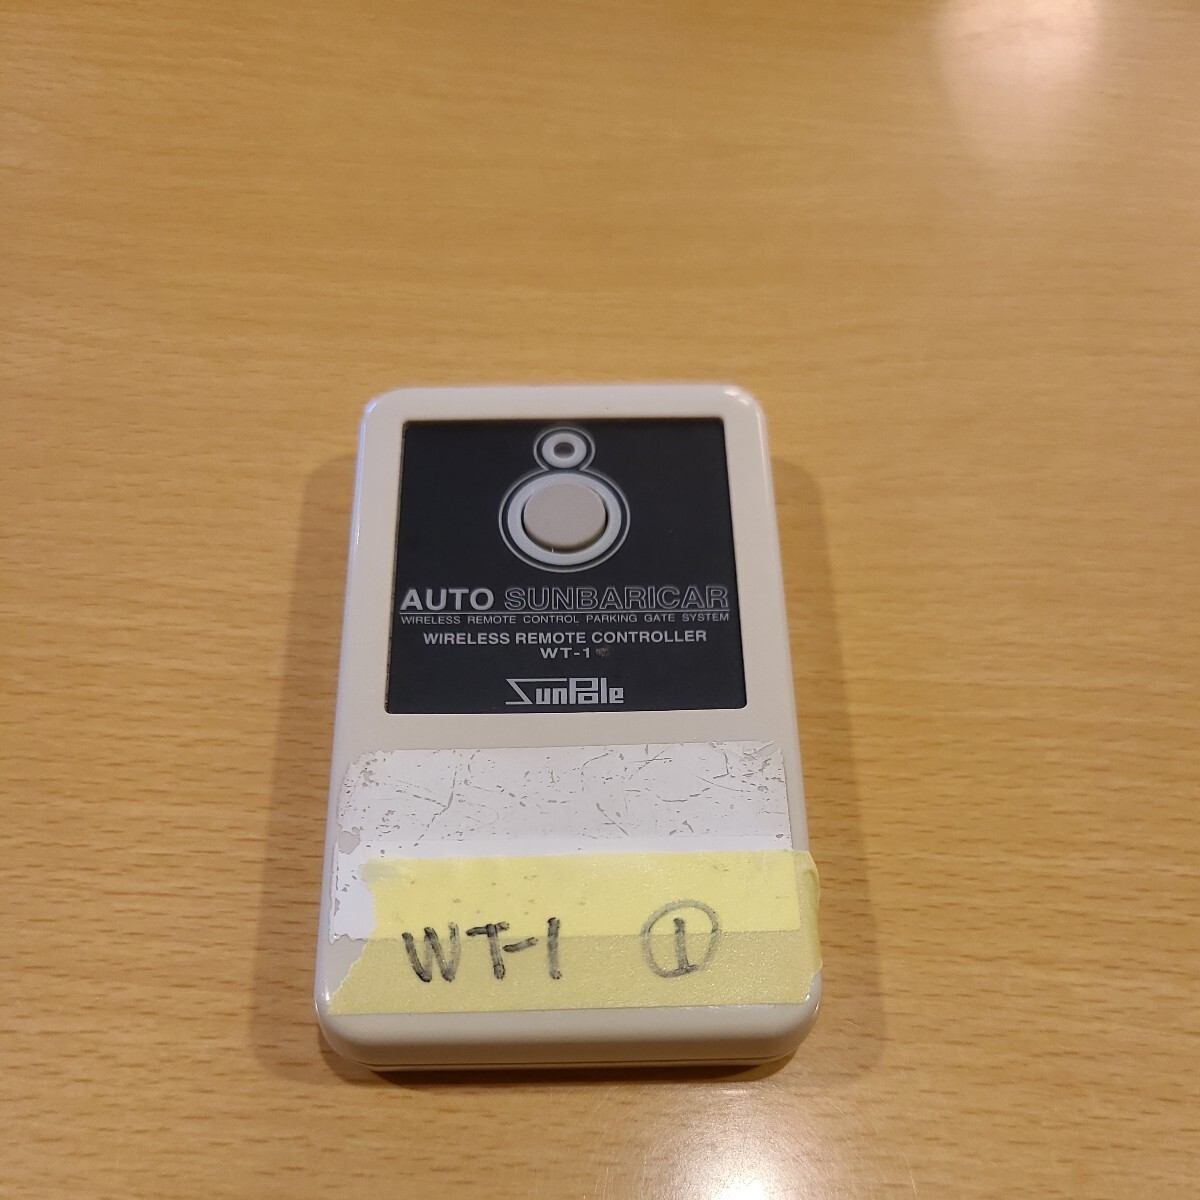 AUTO SUNBARICAR
WIRELESS REMOTE CONTROL PARKING GATE SYSTEM
WIRELESS REMOTE CONTROLLER
WT-1
SunPole
WT-1 ①